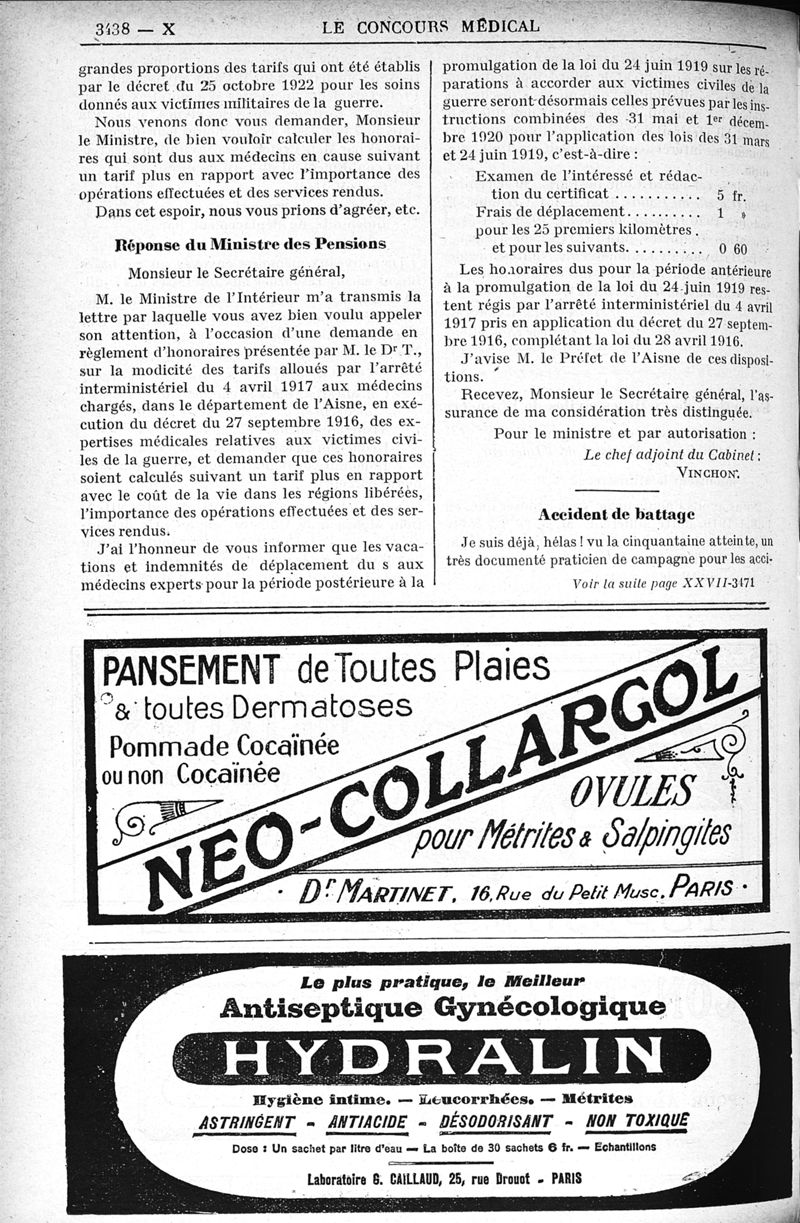 3438 — X
LE CONCOURS MÉDICAL
grandes proportions des tarifs qui ont été établis
par le décret du 25 octobre 1922 pour les soins
donnés aux victimes militaires de la guerre.
Nous venons donc vous demander, Monsieur
le Ministre, de bien vouloir calculer les honorai-
res qui sont dus aux médecins en cause suivant
un tarif plus en rapport avec l'importance des
opérations effectuées et des services rendus.
Dans cet espoir, nous vous prions d'agréer, etc.
Réponse du Ministre des Pensions
Monsieur le Secrétaire général,
M. le Ministre de l'Intérieur m'a transmis la
lettre par laquelle vous avez bien voulu appeler
son attention, à l'occasion d'une demande en
règlement d'honoraires présentée par M. le Dr T.,
sur la modicité des tarifs alloués par l'arrêté
interministériel du 4 avril 1917 aux médecins
chargés, dans le département de l'Aisne, en exé-
cution du décret du 27 septembre 1916, des ex-
pertises médicales relatives aux victimes civi-
les de la guerre, et demander que ces honoraires
soient calculés suivant un tarif plus en rapport
avec le coût de la vie dans les régions libérées,
l'importance des opérations effectuées et des ser-
vices rendus.
J'ai l'honneur de vous informer que les vaca-
tions et indemnités de déplacement du s aux
médecins experts pour la période postérieure à la
promulgation de la loi du 24 juin 1919 sur les ré-
parations à accorder aux victimes civiles de la
guerre seront désormais celles prévues par les ins-
tructions combinées des 31 mai et 1er décem-
bre 1920 pour l'application des lois des 31 mars
et 24 juin 1919, c'est-à-dire :
Examen de l'intéressé et rédac-
tion du certificat ........... 5 fr.
Frais de déplacement.......... 1 »
pour les 25 premiers kilomètres.
et pour les suivants.......... 0 60
Les honoraires dus pour la période antérieure
à la promulgation de la loi du 24 juin 1919 res-
tent régis par l'arrêté interministériel du 4 avril
1917 pris en application du décret du 27 septem-
bre 1916, complétant la loi du 28 avril 1916.
J'avise M. le Préfet de l'Aisne de ces disposi-
tions.
Recevez, Monsieur le Secrétaire général, l'as-
surance de ma considération très distinguée.
Pour le ministre et par autorisation :
Le chef adjoint du Cabinet :
VINCHON.
Accident de battage
Je suis déjà, hélas ! vu la cinquantaine atteinte, un
très documenté praticien de campagne pour les acci-
Voir la suite page XXVII-3471
PANSEMENT de Toutes Plaies
& toutes Dermatoses
Pommade Cocaïnée
ou non Cocaïnée
NEO-COLLARGOL
OVULES
pour Métrites & Salpingites
Dr MARTINET, 16, Rue du Petit Musc. PARIS
Le plus pratique, le Meilleur
Antiseptique Gynécologique
HYDRALIN
Hygiène intime. — Leucorrhées. — Métrites
ASTRINGENT - ANTIACIDE - DÉSODORISANT - NON TOXIQUE
Dose : Un sachet par litre d'eau — La boîte de 30 sachets 6 fr. — Echantillons
Laboratoire G. CAILLAUD, 25, rue Drouot - PARIS